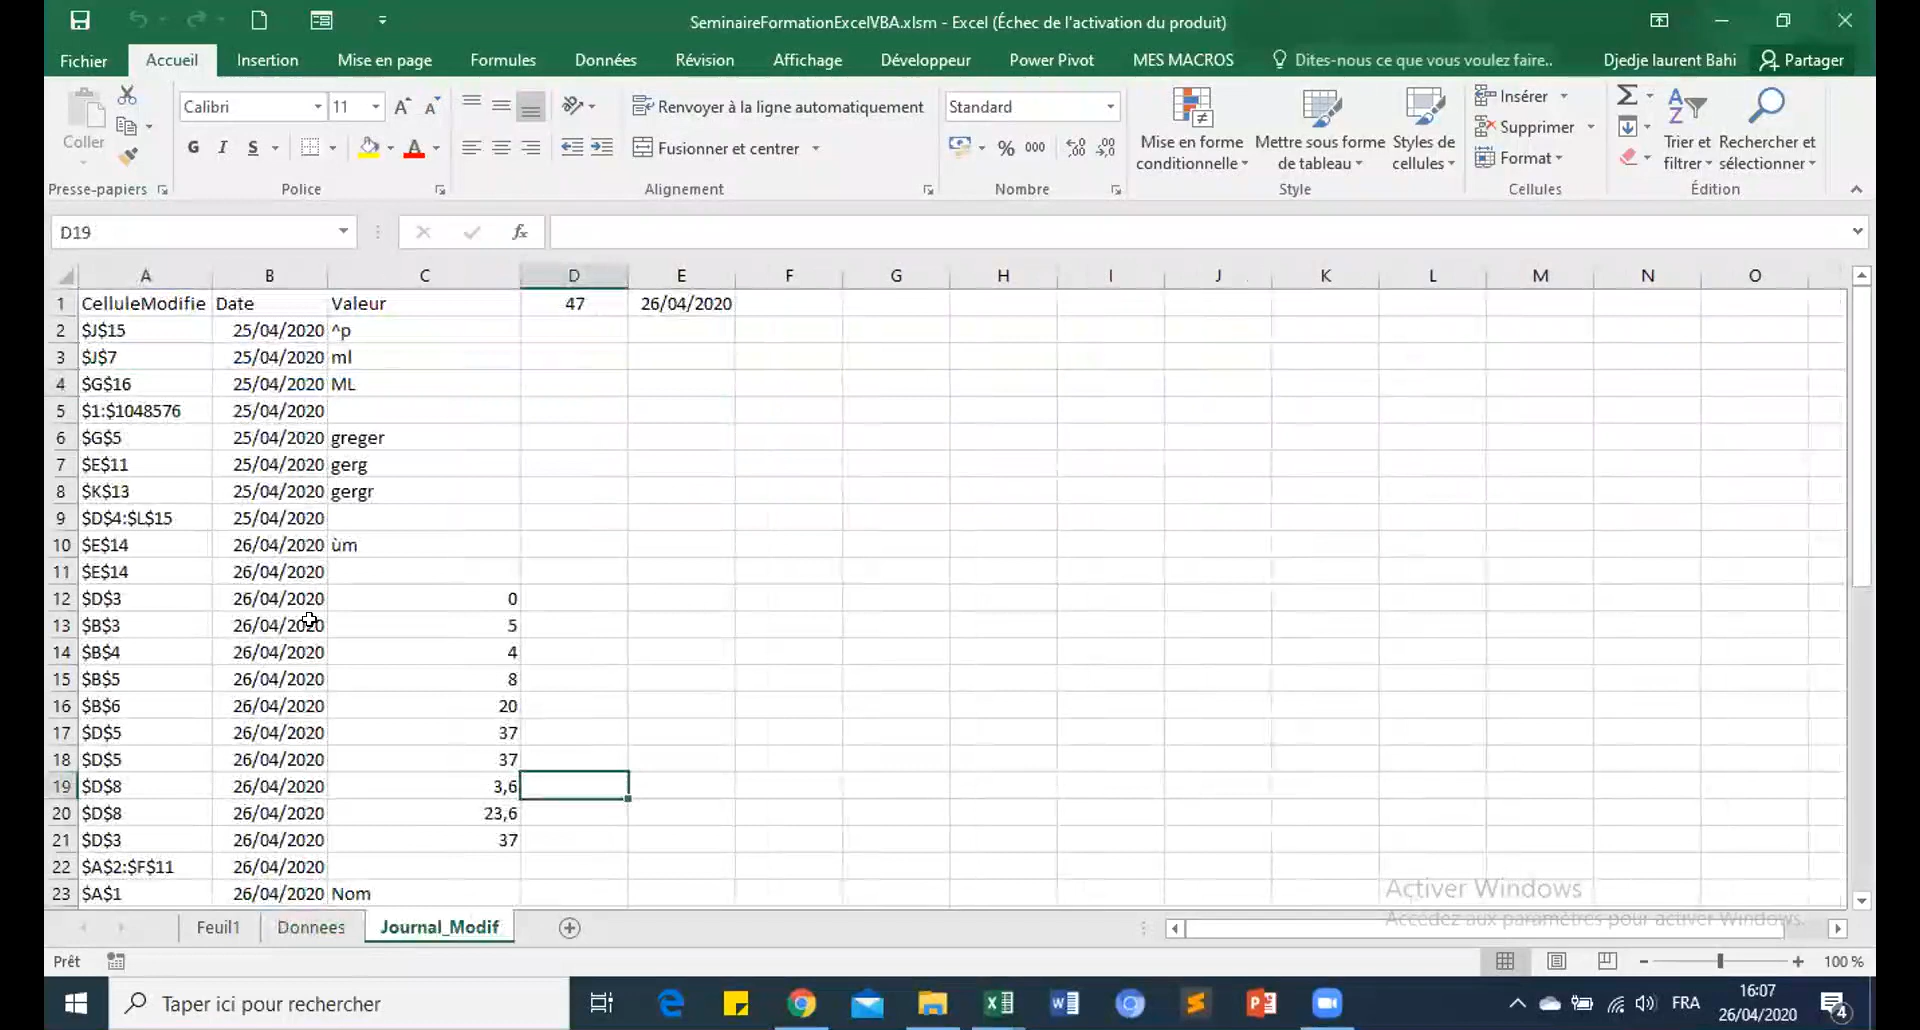 SeminaireFormationExcelVBA.xlsm - Excel (Échec de l'activation du produit)
Fichier Accueil Insertion Mise en page Formules Données Révision Affichage Développeur Power Pivot MES MACROS Dites-nous ce que vous voulez faire.. Djedje laurent Bahi Partager
Coller
Presse-papiers
Calibri 11
G I S
Police
Renvoyer à la ligne automatiquement
Fusionner et centrer
Alignement
Standard
% 000
Nombre
Mise en forme conditionnelle
Mettre sous forme de tableau
Styles de cellules
Style
Insérer
Supprimer
Format
Cellules
Trier et filtrer
Rechercher et sélectionner
Édition
D19 fx
A B C D E F G H I J K L M N O
1 CelluleModifie Date Valeur 47 26/04/2020
2 $J$15 25/04/2020 ^p
3 $J$7 25/04/2020 ml
4 $G$16 25/04/2020 ML
5 $1:$1048576 25/04/2020
6 $G$5 25/04/2020 greger
7 $E$11 25/04/2020 gerg
8 $K$13 25/04/2020 gergr
9 $D$4:$L$15 25/04/2020
10 $E$14 26/04/2020 ùm
11 $E$14 26/04/2020
12 $D$3 26/04/2020 0
13 $B$3 26/04/2020 5
14 $B$4 26/04/2020 4
15 $B$5 26/04/2020 8
16 $B$6 26/04/2020 20
17 $D$5 26/04/2020 37
18 $D$5 26/04/2020 37
19 $D$8 26/04/2020 3,6
20 $D$8 26/04/2020 23,6
21 $D$3 26/04/2020 37
22 $A$2:$F$11 26/04/2020
23 $A$1 26/04/2020 Nom
Activer Windows
Accédez aux paramètres pour activer Windows.
Feuil1 Donnees Journal_Modif
Prêt 100 %
Taper ici pour rechercher
FRA 16:07
26/04/2020 4